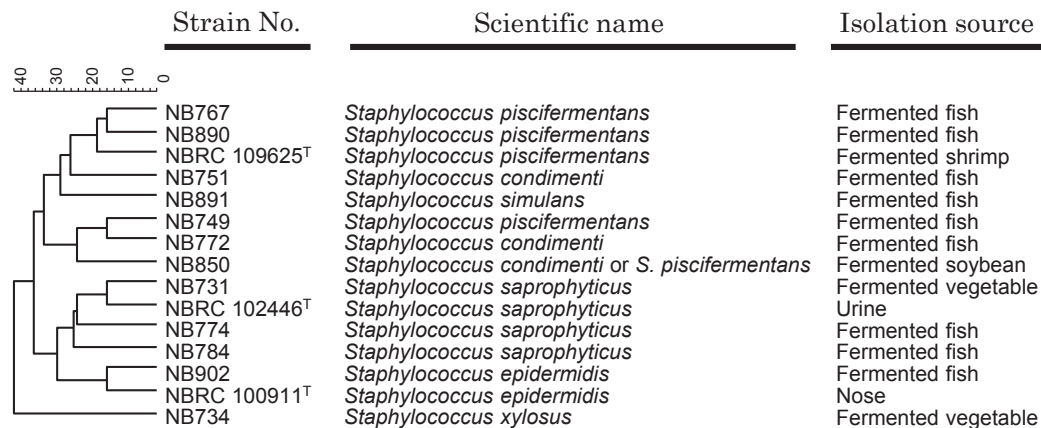 Strain No. Scientific name Isolation source
40 30 20 10 0
NB767 Staphylococcus piscifermentans Fermented fish
NB890 Staphylococcus piscifermentans Fermented fish
NBRC 109625ᵀ Staphylococcus piscifermentans Fermented shrimp
NB751 Staphylococcus condimenti Fermented fish
NB891 Staphylococcus simulans Fermented fish
NB749 Staphylococcus piscifermentans Fermented fish
NB772 Staphylococcus condimenti Fermented fish
NB850 Staphylococcus condimenti or S. piscifermentans Fermented soybean
NB731 Staphylococcus saprophyticus Fermented vegetable
NBRC 102446ᵀ Staphylococcus saprophyticus Urine
NB774 Staphylococcus saprophyticus Fermented fish
NB784 Staphylococcus saprophyticus Fermented fish
NB902 Staphylococcus epidermidis Fermented fish
NBRC 100911ᵀ Staphylococcus epidermidis Nose
NB734 Staphylococcus xylosus Fermented vegetable